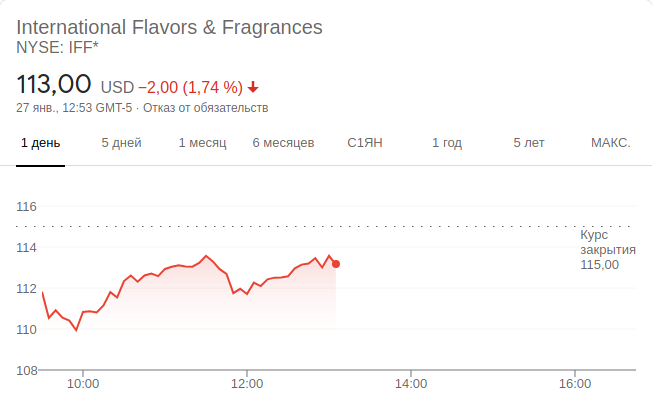 International Flavors & Fragrances
NYSE: IFF*
113,00 USD −2,00 (1,74 %) ↓
27 янв., 12:53 GMT-5 · Отказ от обязательств
1 день 5 дней 1 месяц 6 месяцев С1ЯН 1 год 5 лет МАКС.
116
Курс
закрытия
115,00
114
112
110
108
10:00 12:00 14:00 16:00